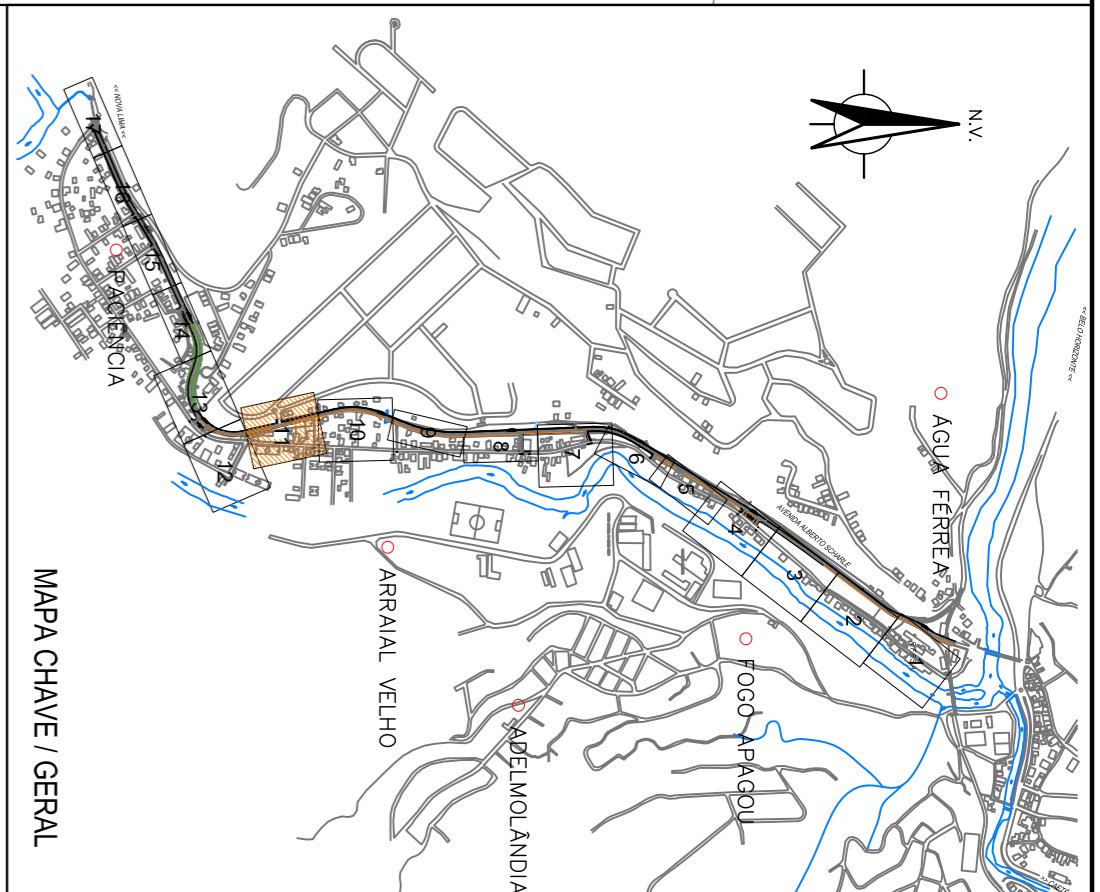 N.V.
<< BELO HORIZONTE <<
<< NOVA LIMA <<
ÁGUA FÉRREA
AVENIDA ALBERTO SCHARLE
PACIÊNCIA
ARRAIAL VELHO
FOGO APAGOU
ADELMOLÂNDIA
1
2
3
4
5
6
7
8
9
10
11
12
13
14
15
16
17
MAPA CHAVE / GERAL